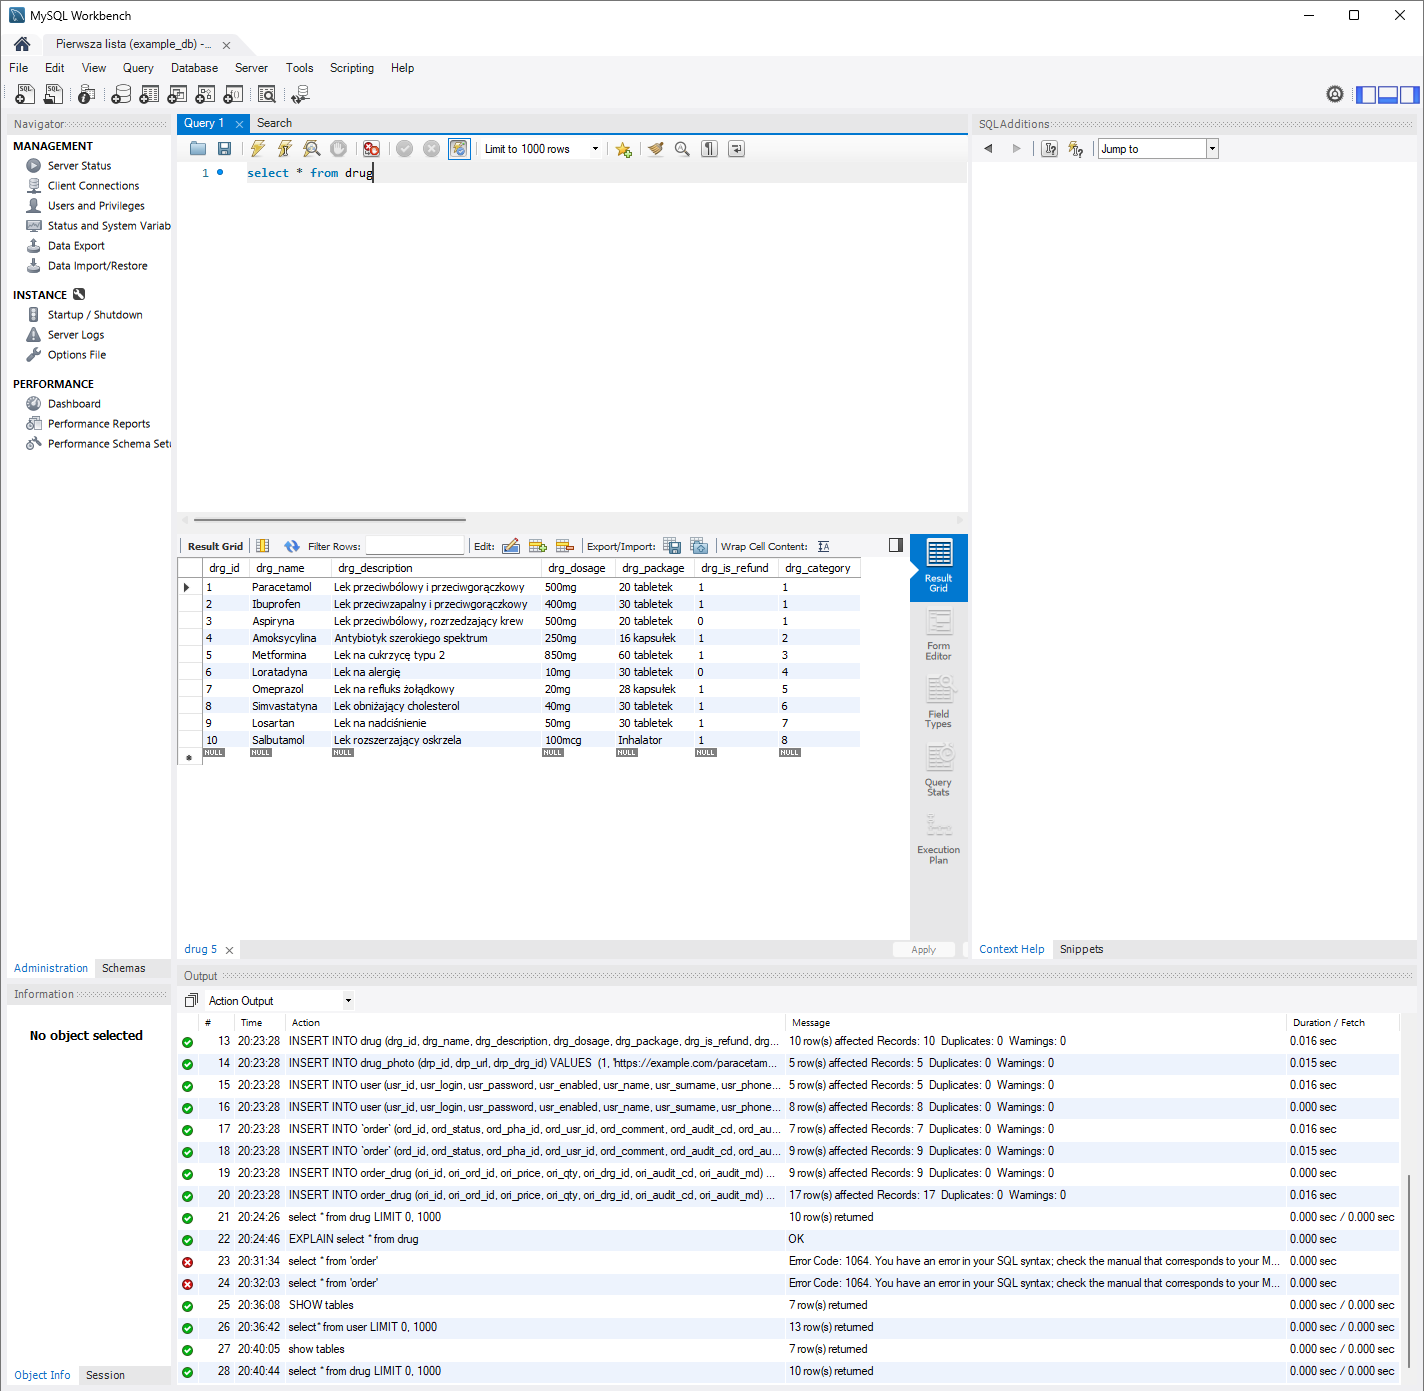 MySQL Workbench
Pierwsza lista (example_db) -...
File Edit View Query Database Server Tools Scripting Help
Navigator
MANAGEMENT
Server Status
Client Connections
Users and Privileges
Status and System Variab
Data Export
Data Import/Restore
INSTANCE
Startup / Shutdown
Server Logs
Options File
PERFORMANCE
Dashboard
Performance Reports
Performance Schema Setu
Administration Schemas
Information
No object selected
Object Info Session
Query 1 Search
Limit to 1000 rows
1 select * from drug
Result Grid Filter Rows: Edit: Export/Import: Wrap Cell Content:
drg_id drg_name drg_description drg_dosage drg_package drg_is_refund drg_category
1 Paracetamol Lek przeciwbólowy i przeciwgorączkowy 500mg 20 tabletek 1 1
2 Ibuprofen Lek przeciwzapalny i przeciwgorączkowy 400mg 30 tabletek 1 1
3 Aspiryna Lek przeciwbólowy, rozrzedzający krew 500mg 20 tabletek 0 1
4 Amoksycylina Antybiotyk szerokiego spektrum 250mg 16 kapsułek 1 2
5 Metformina Lek na cukrzycę typu 2 850mg 60 tabletek 1 3
6 Loratadyna Lek na alergię 10mg 30 tabletek 0 4
7 Omeprazol Lek na refluks żołądkowy 20mg 28 kapsułek 1 5
8 Simvastatyna Lek obniżający cholesterol 40mg 30 tabletek 1 6
9 Losartan Lek na nadciśnienie 50mg 30 tabletek 1 7
10 Salbutamol Lek rozszerzający oskrzela 100mcg Inhalator 1 8
NULL NULL NULL NULL NULL NULL NULL
Result Grid
Form Editor
Field Types
Query Stats
Execution Plan
drug 5 Apply
SQLAdditions
Jump to
Context Help Snippets
Output
Action Output
# Time Action Message Duration / Fetch
13 20:23:28 INSERT INTO drug (drg_id, drg_name, drg_description, drg_dosage, drg_package, drg_is_refund, drg... 10 row(s) affected Records: 10 Duplicates: 0 Warnings: 0 0.016 sec
14 20:23:28 INSERT INTO drug_photo (drp_id, drp_url, drp_drg_id) VALUES (1, 'https://example.com/paracetam... 5 row(s) affected Records: 5 Duplicates: 0 Warnings: 0 0.015 sec
15 20:23:28 INSERT INTO user (usr_id, usr_login, usr_password, usr_enabled, usr_name, usr_surname, usr_phone... 5 row(s) affected Records: 5 Duplicates: 0 Warnings: 0 0.016 sec
16 20:23:28 INSERT INTO user (usr_id, usr_login, usr_password, usr_enabled, usr_name, usr_surname, usr_phone... 8 row(s) affected Records: 8 Duplicates: 0 Warnings: 0 0.000 sec
17 20:23:28 INSERT INTO `order` (ord_id, ord_status, ord_pha_id, ord_usr_id, ord_comment, ord_audit_cd, ord_au... 7 row(s) affected Records: 7 Duplicates: 0 Warnings: 0 0.016 sec
18 20:23:28 INSERT INTO `order` (ord_id, ord_status, ord_pha_id, ord_usr_id, ord_comment, ord_audit_cd, ord_au... 9 row(s) affected Records: 9 Duplicates: 0 Warnings: 0 0.015 sec
19 20:23:28 INSERT INTO order_drug (ori_id, ori_ord_id, ori_price, ori_qty, ori_drg_id, ori_audit_cd, ori_audit_md) ... 9 row(s) affected Records: 9 Duplicates: 0 Warnings: 0 0.000 sec
20 20:23:28 INSERT INTO order_drug (ori_id, ori_ord_id, ori_price, ori_qty, ori_drg_id, ori_audit_cd, ori_audit_md) ... 17 row(s) affected Records: 17 Duplicates: 0 Warnings: 0 0.016 sec
21 20:24:26 select * from drug LIMIT 0, 1000 10 row(s) returned 0.000 sec / 0.000 sec
22 20:24:46 EXPLAIN select * from drug OK 0.000 sec
23 20:31:34 select * from 'order' Error Code: 1064. You have an error in your SQL syntax; check the manual that corresponds to your M... 0.000 sec
24 20:32:03 select * from 'order' Error Code: 1064. You have an error in your SQL syntax; check the manual that corresponds to your M... 0.000 sec
25 20:36:08 SHOW tables 7 row(s) returned 0.000 sec / 0.000 sec
26 20:36:42 select* from user LIMIT 0, 1000 13 row(s) returned 0.000 sec / 0.000 sec
27 20:40:05 show tables 7 row(s) returned 0.000 sec / 0.000 sec
28 20:40:44 select * from drug LIMIT 0, 1000 10 row(s) returned 0.000 sec / 0.000 sec